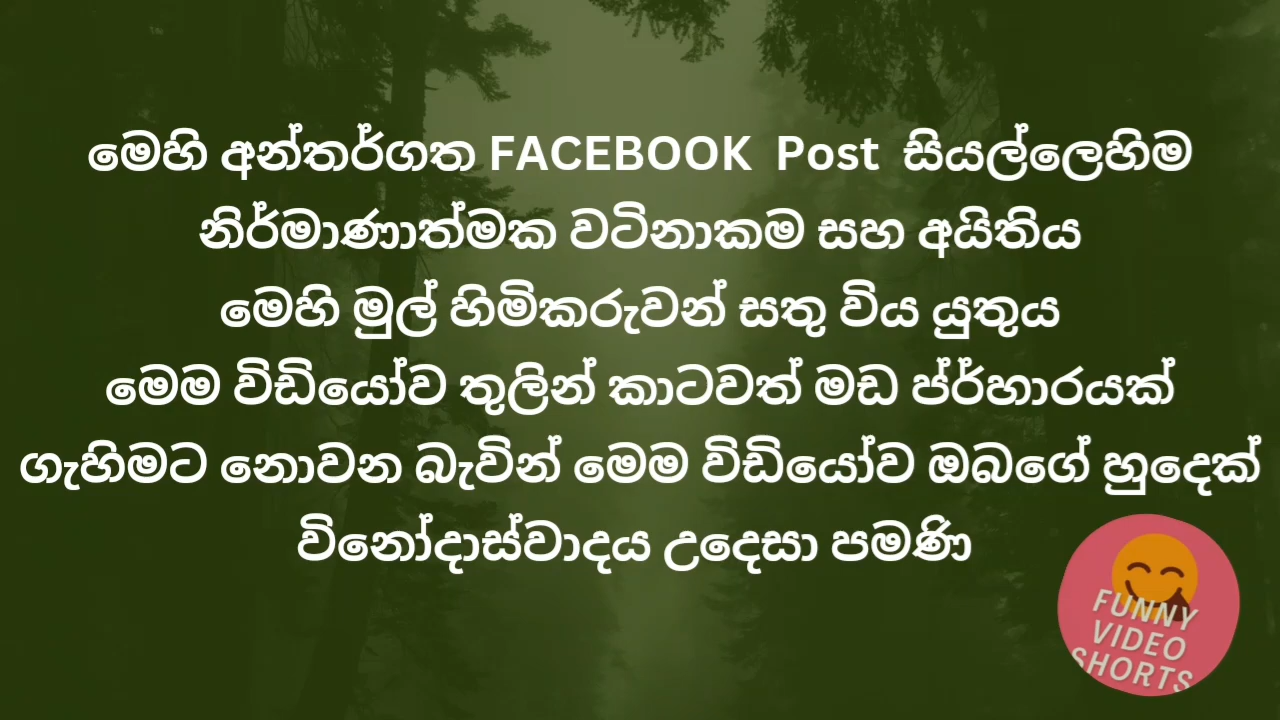 මෙහි අන්තර්ගත FACEBOOK Post සියල්ලෙහිම
නිර්මාණාත්මක වටිනාකම සහ අයිතිය
මෙහි මුල් හිමිකරුවන් සතු විය යුතුය
මෙම විඩියෝව තුලින් කාටවත් මඩ ප්ර්හාරයක්
ගැහිමට නොවන බැවින් මෙම විඩියෝව ඔබගේ හුදෙක්
විනෝදාස්වාදය උදෙසා පමණි
FUNNY
VIDEO
SHORTS